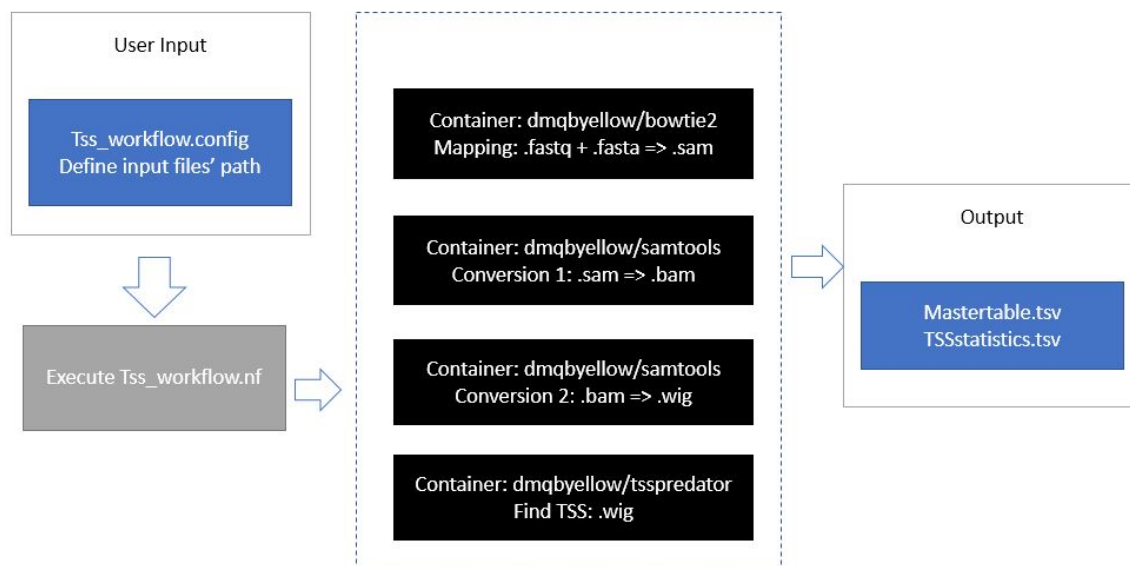 User Input
Tss_workflow.config
Define input files' path
Execute Tss_workflow.nf
Container: dmqbyellow/bowtie2
Mapping: .fastq + .fasta => .sam
Container: dmqbyellow/samtools
Conversion 1: .sam => .bam
Container: dmqbyellow/samtools
Conversion 2: .bam => .wig
Container: dmqbyellow/tsspredator
Find TSS: .wig
Output
Mastertable.tsv
TSSstatistics.tsv